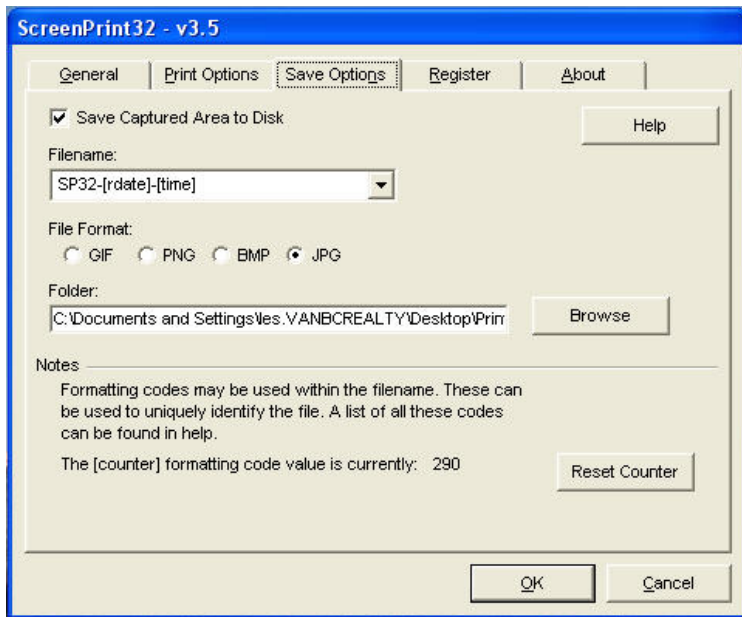 ScreenPrint32 - v3.5
General Print Options Save Options Register About
Save Captured Area to Disk
Help
Filename:
SP32-[rdate]-[time]
File Format:
GIF PNG BMP JPG
Folder:
C:\Documents and Settings\les.VANBCREALTY\Desktop\Prin
Browse
Notes
Formatting codes may be used within the filename. These can
be used to uniquely identify the file. A list of all these codes
can be found in help.
The [counter] formatting code value is currently: 290
Reset Counter
OK Cancel